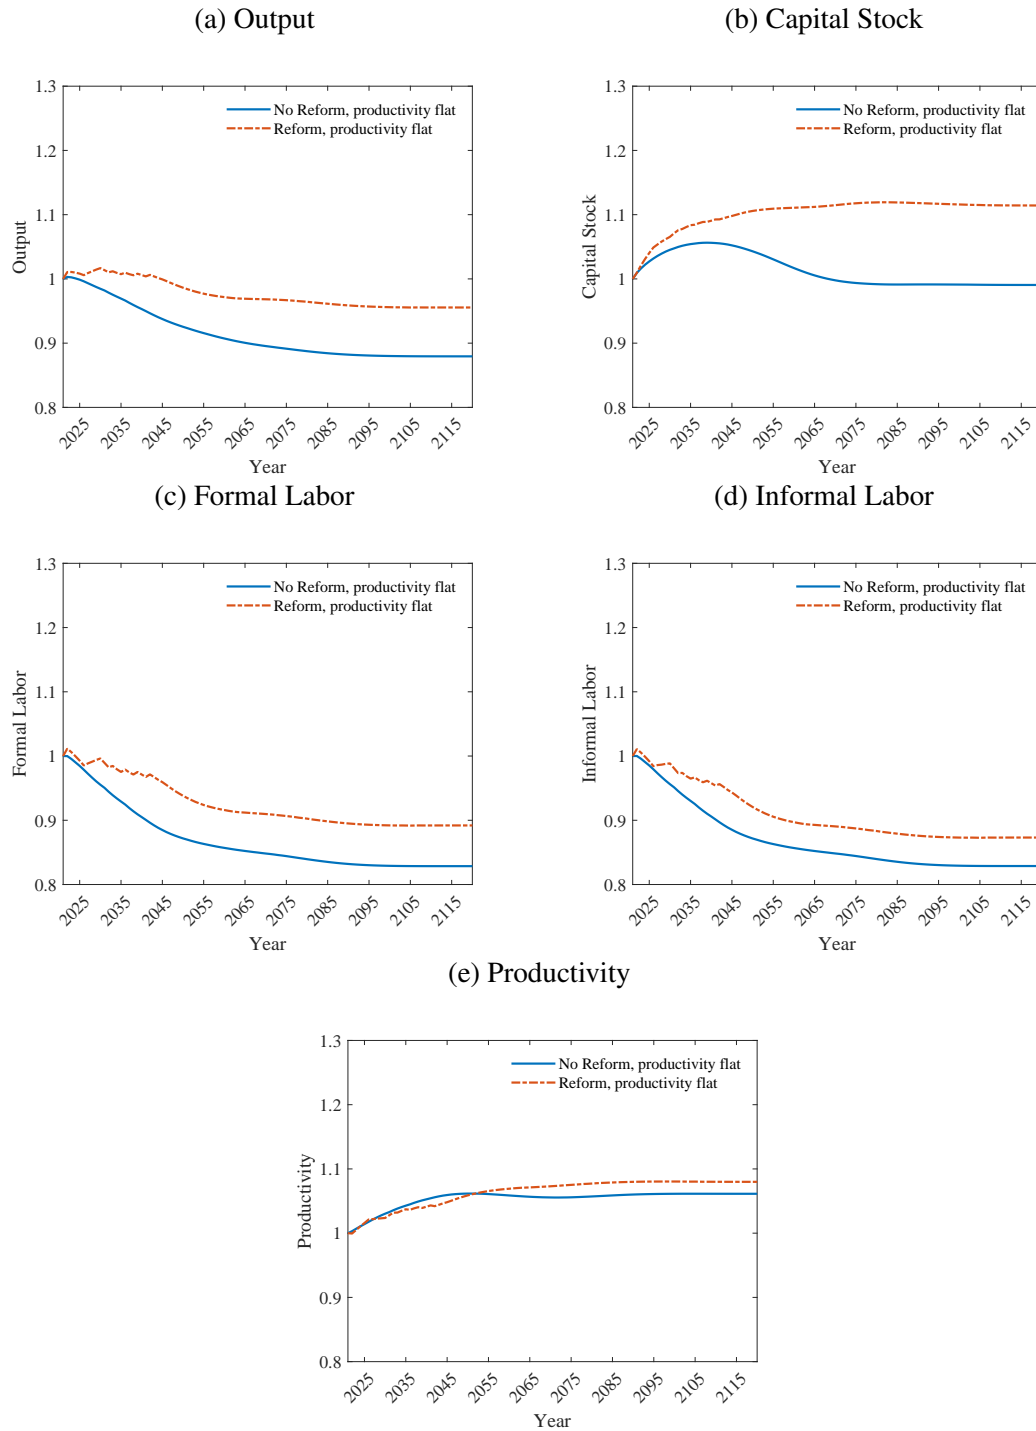 (a) Output
1.3
1.2
1.1
1
0.9
0.8
Output
No Reform, productivity flat
Reform, productivity flat
2025 2035 2045 2055 2065 2075 2085 2095 2105 2115
Year
(b) Capital Stock
1.3
1.2
1.1
1
0.9
0.8
Capital Stock
No Reform, productivity flat
Reform, productivity flat
2025 2035 2045 2055 2065 2075 2085 2095 2105 2115
Year
(c) Formal Labor
1.3
1.2
1.1
1
0.9
0.8
Formal Labor
No Reform, productivity flat
Reform, productivity flat
2025 2035 2045 2055 2065 2075 2085 2095 2105 2115
Year
(d) Informal Labor
1.3
1.2
1.1
1
0.9
0.8
Informal Labor
No Reform, productivity flat
Reform, productivity flat
2025 2035 2045 2055 2065 2075 2085 2095 2105 2115
Year
(e) Productivity
1.3
1.2
1.1
1
0.9
0.8
Productivity
No Reform, productivity flat
Reform, productivity flat
2025 2035 2045 2055 2065 2075 2085 2095 2105 2115
Year